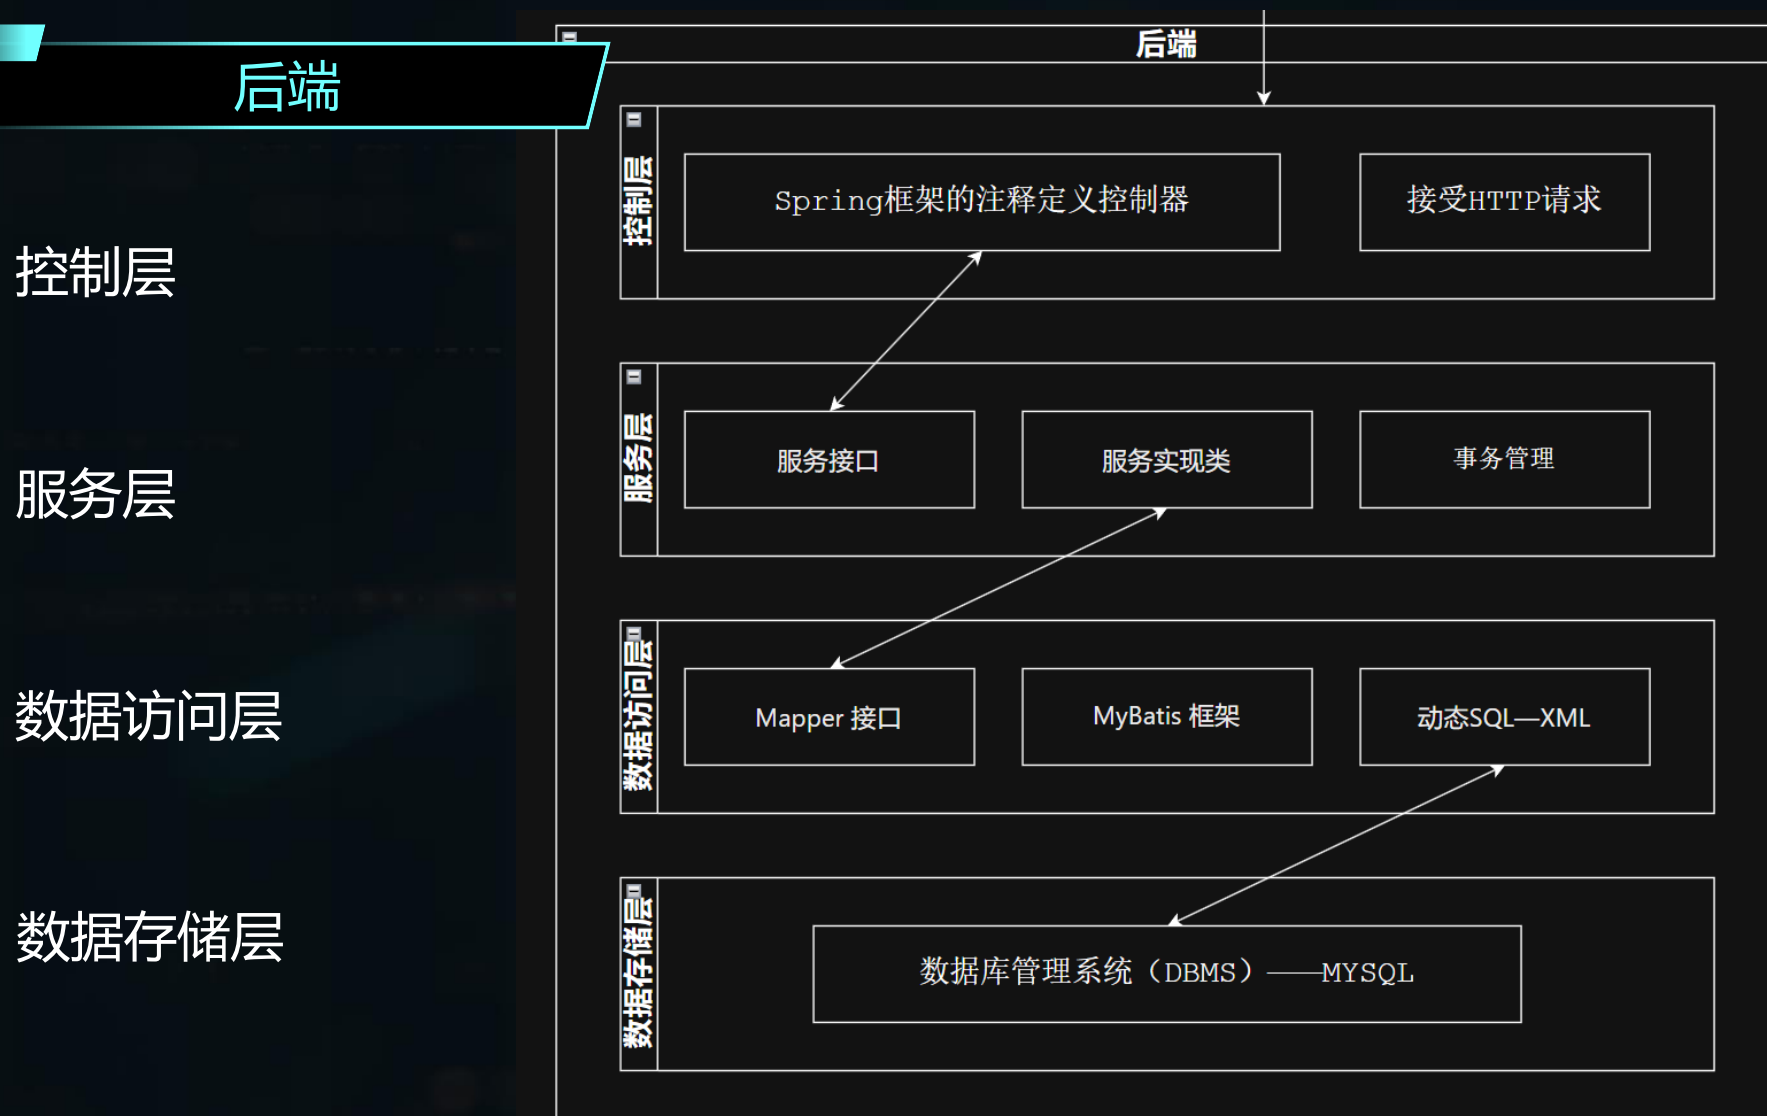 后端
控制层
服务层
数据访问层
数据存储层
后端
控制层
Spring框架的注释定义控制器
接受HTTP请求
服务层
服务接口
服务实现类
事务管理
数据访问层
Mapper 接口
MyBatis 框架
动态SQL—XML
数据存储层
数据库管理系统（DBMS）——MYSQL